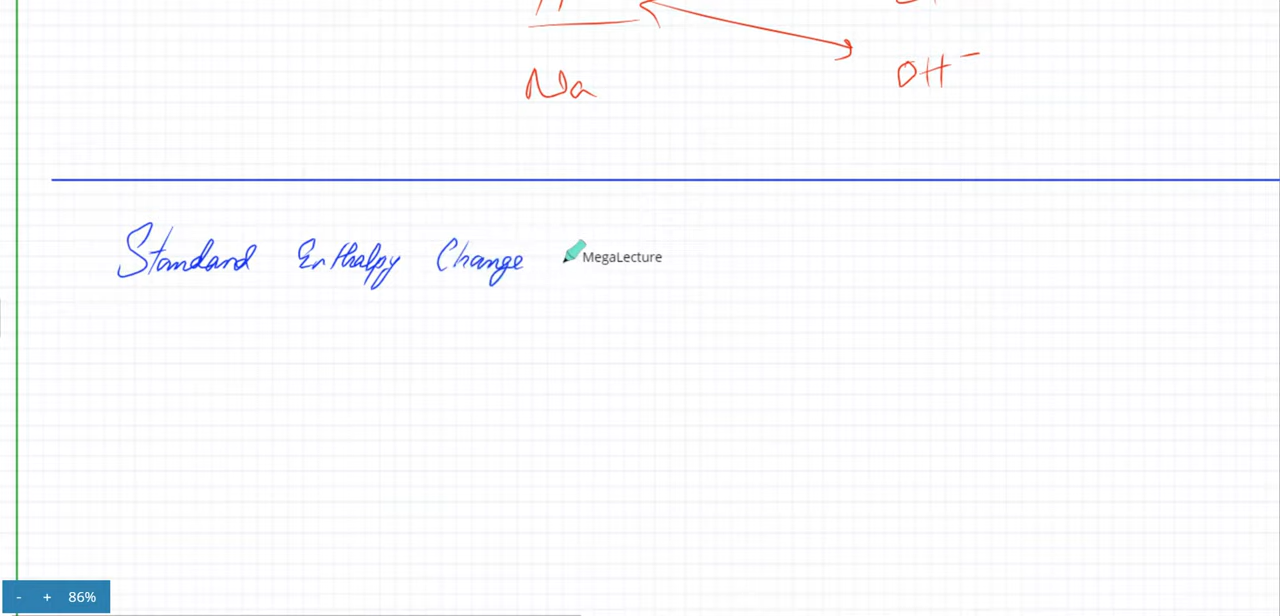 Na
OH⁻
Standard Enthalpy Change
MegaLecture
- + 86%